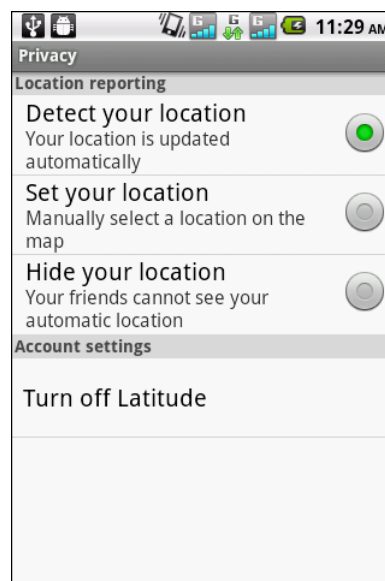 G G G 11:29 AM
Privacy
Location reporting
Detect your location
Your location is updated
automatically
Set your location
Manually select a location on the
map
Hide your location
Your friends cannot see your
automatic location
Account settings
Turn off Latitude